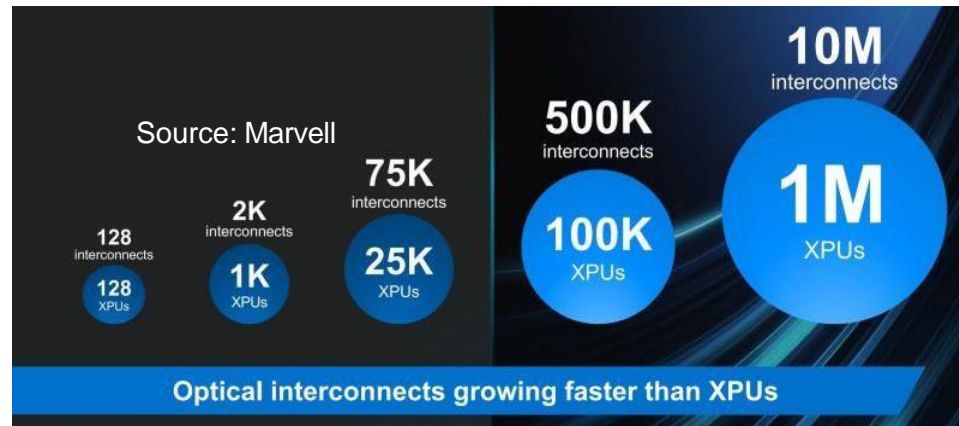 Source: Marvell
128
interconnects
128
XPUs
2K
interconnects
1K
XPUs
75K
interconnects
25K
XPUs
500K
interconnects
100K
XPUs
10M
interconnects
1M
XPUs
Optical interconnects growing faster than XPUs